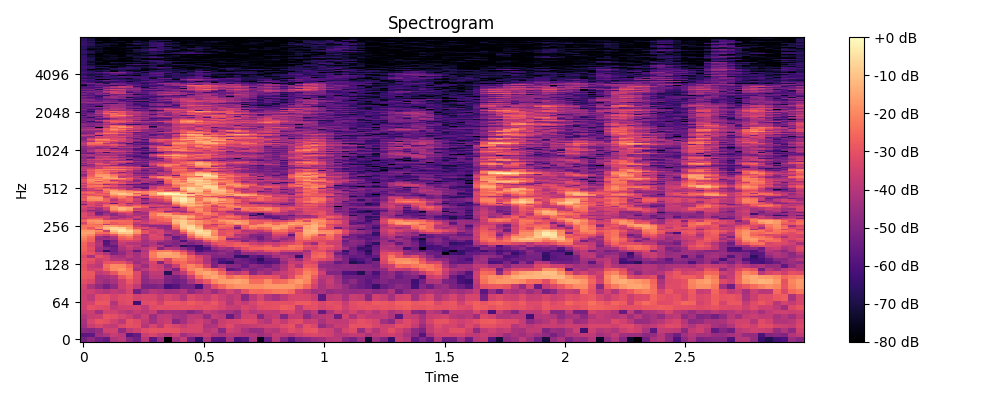 Spectrogram
+0 dB
4096
-10 dB
2048
-20 dB
1024
-30 dB
Hz
512
-40 dB
256
-50 dB
128
-60 dB
64
-70 dB
0
-80 dB
0
0.5
1
1.5
2
2.5
Time